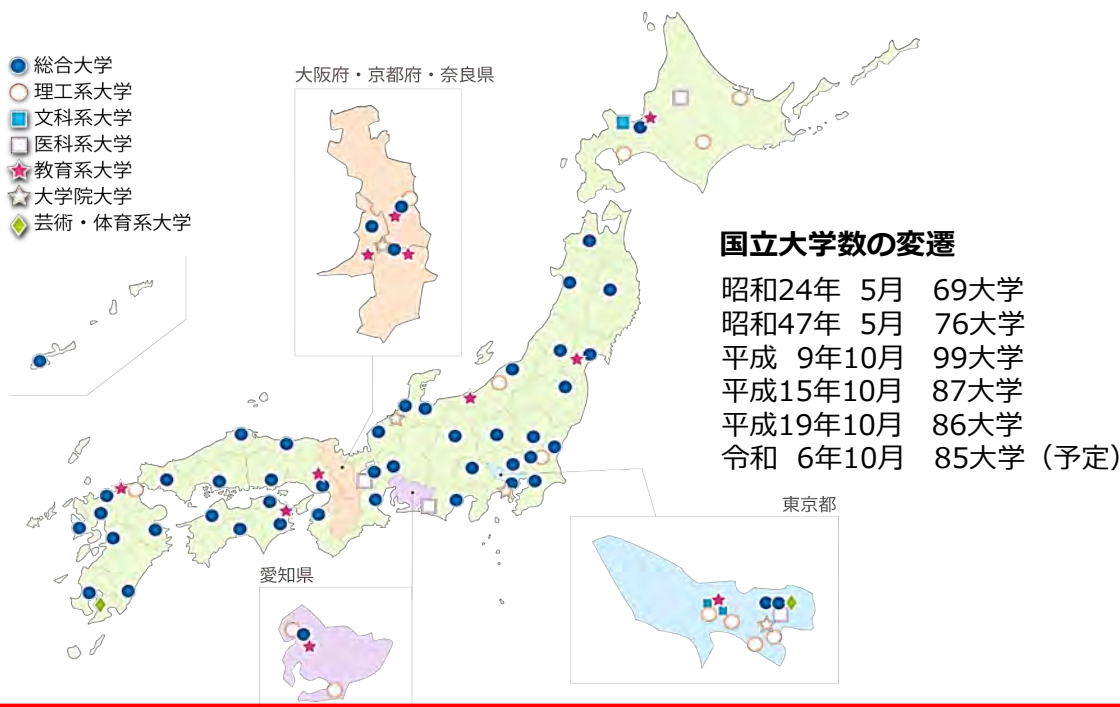 総合大学
理工系大学
文科系大学
医科系大学
教育系大学
大学院大学
芸術・体育系大学
大阪府・京都府・奈良県
国立大学数の変遷
昭和24年 5月 69大学
昭和47年 5月 76大学
平成 9年10月 99大学
平成15年10月 87大学
平成19年10月 86大学
令和 6年10月 85大学（予定）
東京都
愛知県